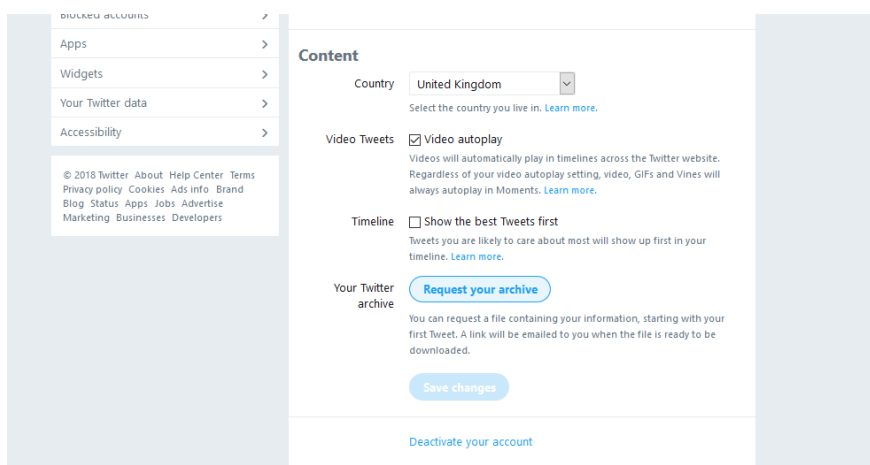 Blocked accounts
Apps
Widgets
Your Twitter data
Accessibility
© 2018 Twitter About Help Center Terms
Privacy policy Cookies Ads info Brand
Blog Status Apps Jobs Advertise
Marketing Businesses Developers
Content
Country United Kingdom
Select the country you live in. Learn more.
Video Tweets Video autoplay
Videos will automatically play in timelines across the Twitter website.
Regardless of your video autoplay setting, video, GIFs and Vines will
always autoplay in Moments. Learn more.
Timeline Show the best Tweets first
Tweets you are likely to care about most will show up first in your
timeline. Learn more.
Your Twitter
archive
Request your archive
You can request a file containing your information, starting with your
first Tweet. A link will be emailed to you when the file is ready to be
downloaded.
Save changes
Deactivate your account